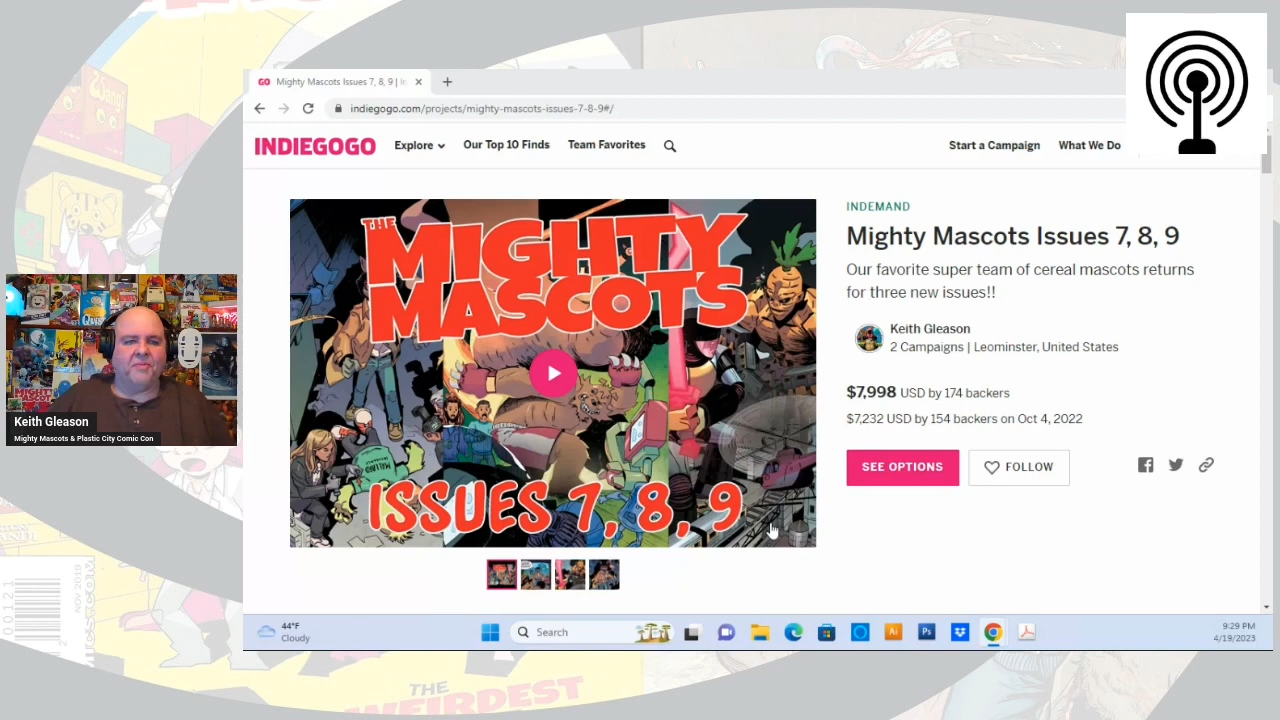 Mighty Mascots Issues 7, 8, 9 | In
indiegogo.com/projects/mighty-mascots-issues-7-8-9#/
INDIEGOGO
Explore
Our Top 10 Finds
Team Favorites
Start a Campaign
What We Do
THE
MIGHTY
MASCOTS
ISSUES 7, 8, 9
INDEMAND
Mighty Mascots Issues 7, 8, 9
Our favorite super team of cereal mascots returns
for three new issues!!
Keith Gleason
2 Campaigns | Leominster, United States
$7,998 USD by 174 backers
$7,232 USD by 154 backers on Oct 4, 2022
SEE OPTIONS
FOLLOW
Keith Gleason
Mighty Mascots & Plastic City Comic Con
44°F
Cloudy
Search
9:29 PM
4/19/2023
00121
NOV 2019
THE
WEIRDEST